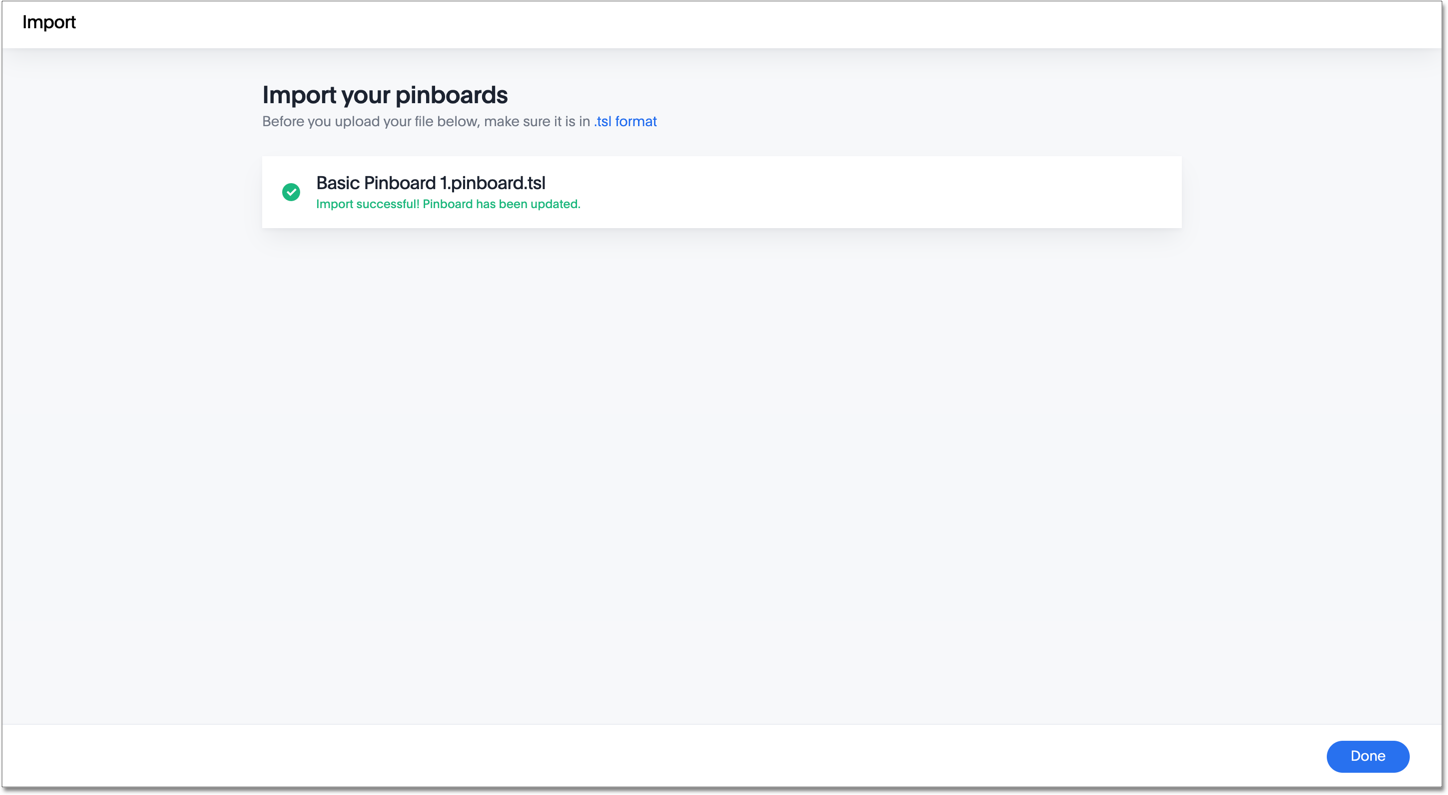 Import
Import your pinboards
Before you upload your file below, make sure it is in .tsl format
Basic Pinboard 1.pinboard.tsl
Import successful! Pinboard has been updated.
Done